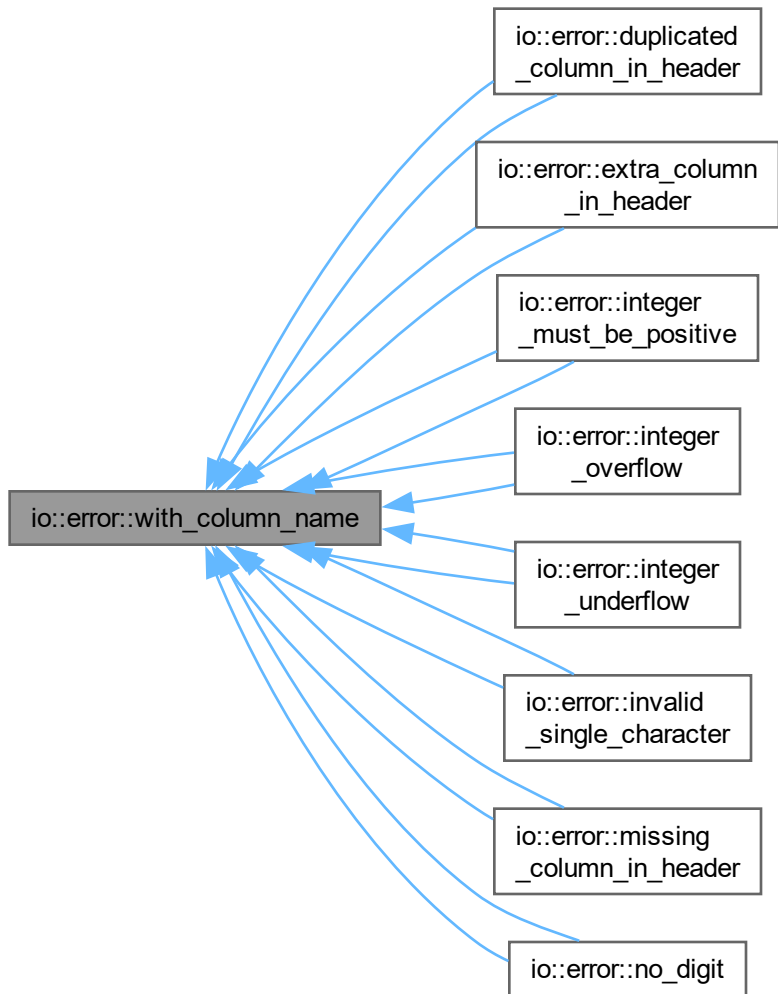 io::error::duplicated
_column_in_header
io::error::extra_column
_in_header
io::error::integer
_must_be_positive
io::error::integer
_overflow
io::error::with_column_name
io::error::integer
_underflow
io::error::invalid
_single_character
io::error::missing
_column_in_header
io::error::no_digit